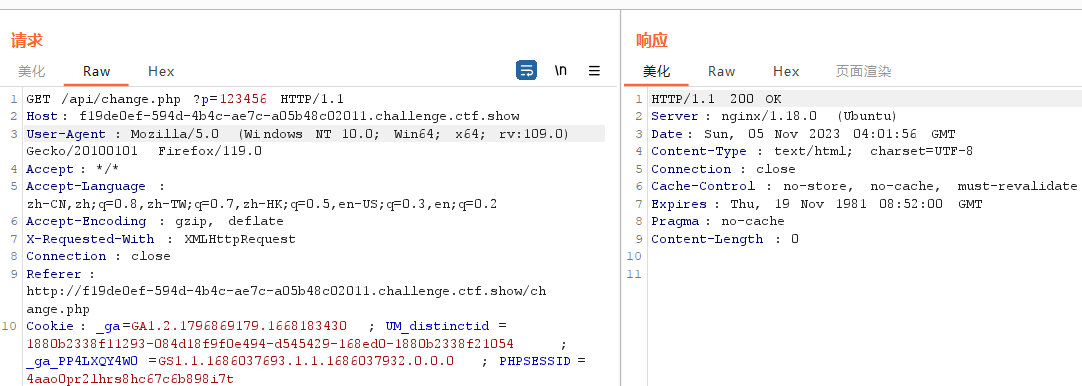 请求
美化 Raw Hex \n
1 GET /api/change.php ?p=123456 HTTP/1.1
2 Host: f19de0ef-594d-4b4c-ae7c-a05b48c02011.challenge.ctf.show
3 User-Agent : Mozilla/5.0 (Windows NT 10.0; Win64; x64; rv:109.0)
Gecko/20100101 Firefox/119.0
4 Accept : */*
5 Accept-Language :
zh-CN,zh;q=0.8,zh-TW;q=0.7,zh-HK;q=0.5,en-US;q=0.3,en;q=0.2
6 Accept-Encoding : gzip, deflate
7 X-Requested-With : XMLHttpRequest
8 Connection : close
9 Referer :
http://f19de0ef-594d-4b4c-ae7c-a05b48c02011.challenge.ctf.show/ch
ange.php
10 Cookie : _ga=GA1.2.1796869179.1668183430 ; UM_distinctid =
1880b2338f11293-084d18f9f0e494-d545429-168ed0-1880b2338f21054 ;
_ga_PP4LXQY4W0 =GS1.1.1686037693.1.1.1686037932.0.0.0 ; PHPSESSID =
4aao0pr2lhrs8hc67c6b898i7t
响应
美化 Raw Hex 页面渲染
1 HTTP/1.1 200 OK
2 Server : nginx/1.18.0 (Ubuntu)
3 Date : Sun, 05 Nov 2023 04:01:56 GMT
4 Content-Type : text/html; charset=UTF-8
5 Connection : close
6 Cache-Control : no-store, no-cache, must-revalidate
7 Expires : Thu, 19 Nov 1981 08:52:00 GMT
8 Pragma : no-cache
9 Content-Length : 0
10
11